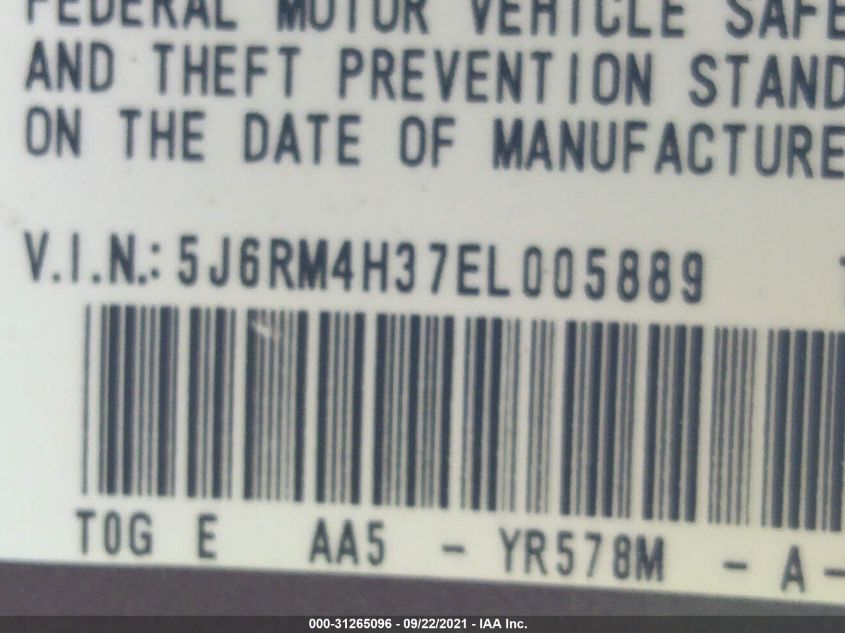 FEDERAL MOTOR VEHICLE SAFE
AND THEFT PREVENTION STAND
ON THE DATE OF MANUFACTURE
V.I.N.: 5J6RM4H37EL005889
T0G E AA5 - YR578M - A -
000-31265096 - 09/22/2021 - IAA Inc.